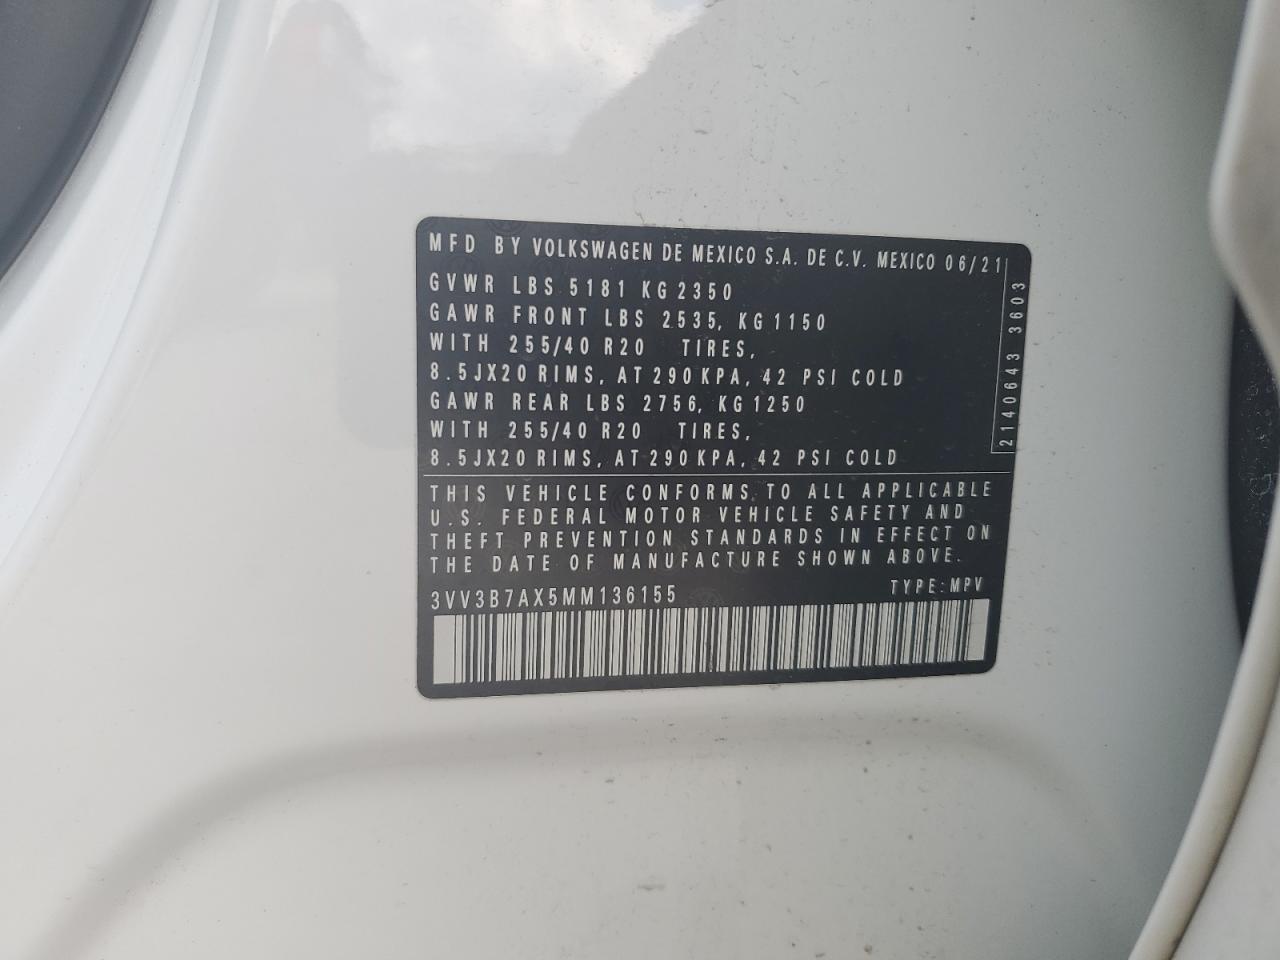 MFD BY VOLKSWAGEN DE MEXICO S.A. DE C.V. MEXICO 06/21
GVWR LBS 5181 KG 2350
GAWR FRONT LBS 2535, KG 1150
WITH 255/40 R20 TIRES,
8.5JX20 RIMS, AT 290 KPA, 42 PSI COLD
GAWR REAR LBS 2756, KG 1250
WITH 255/40 R20 TIRES,
8.5JX20 RIMS, AT 290 KPA, 42 PSI COLD
2140643 3603
THIS VEHICLE CONFORMS TO ALL APPLICABLE
U.S. FEDERAL MOTOR VEHICLE SAFETY AND
THEFT PREVENTION STANDARDS IN EFFECT ON
THE DATE OF MANUFACTURE SHOWN ABOVE.
3VV3B7AX5MM136155 TYPE: MPV